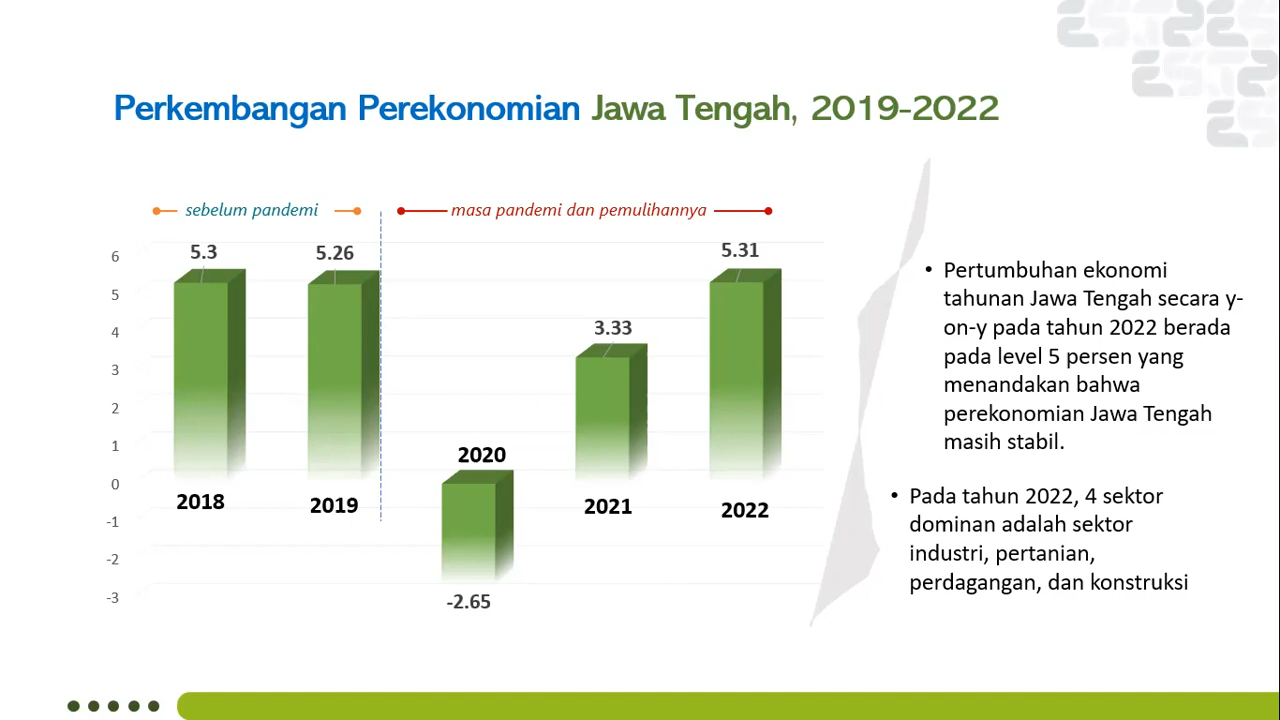 Perkembangan Perekonomian Jawa Tengah, 2019-2022
sebelum pandemi
masa pandemi dan pemulihannya
6
5
4
3
2
1
0
-1
-2
-3
5.3
5.26
5.31
3.33
-2.65
2018
2019
2020
2021
2022
• Pertumbuhan ekonomi
tahunan Jawa Tengah secara y-
on-y pada tahun 2022 berada
pada level 5 persen yang
menandakan bahwa
perekonomian Jawa Tengah
masih stabil.
• Pada tahun 2022, 4 sektor
dominan adalah sektor
industri, pertanian,
perdagangan, dan konstruksi